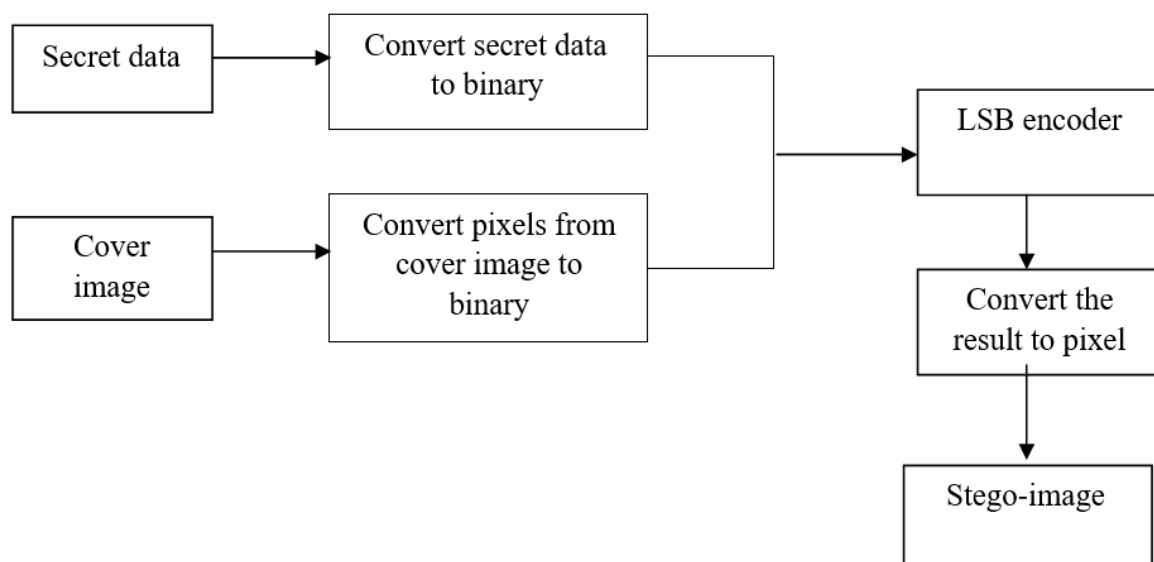 Secret data
Convert secret data
to binary
LSB encoder
Cover
image
Convert pixels from
cover image to
binary
Convert the
result to pixel
Stego-image